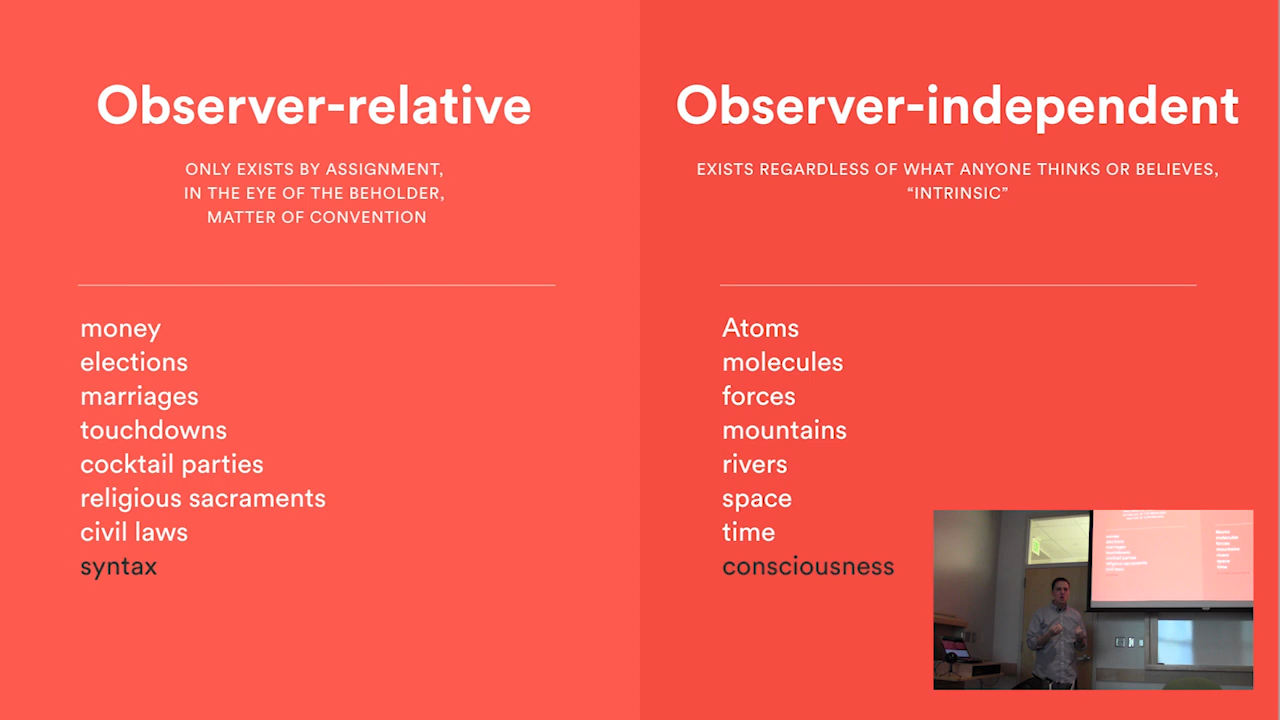 Observer-relative
ONLY EXISTS BY ASSIGNMENT,
IN THE EYE OF THE BEHOLDER,
MATTER OF CONVENTION
money
elections
marriages
touchdowns
cocktail parties
religious sacraments
civil laws
syntax
Observer-independent
EXISTS REGARDLESS OF WHAT ANYONE THINKS OR BELIEVES,
“INTRINSIC”
Atoms
molecules
forces
mountains
rivers
space
time
consciousness